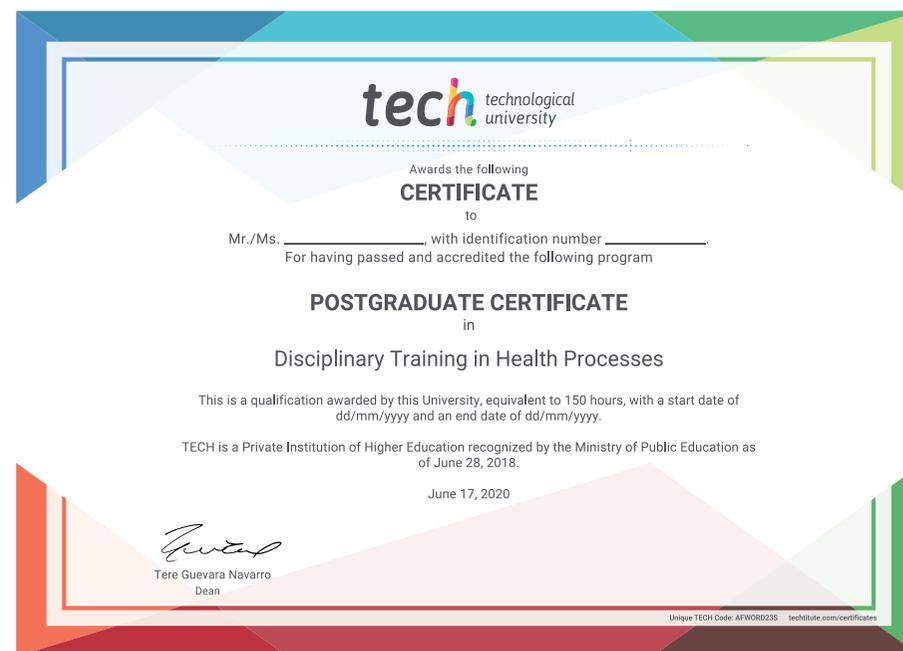 tech technological
university
Awards the following
CERTIFICATE
to
Mr./Ms. ____________________, with identification number ______________.
For having passed and accredited the following program
POSTGRADUATE CERTIFICATE
in
Disciplinary Training in Health Processes
This is a qualification awarded by this University, equivalent to 150 hours, with a start date of
dd/mm/yyyy and an end date of dd/mm/yyyy.
TECH is a Private Institution of Higher Education recognized by the Ministry of Public Education as
of June 28, 2018.
June 17, 2020
Tere Guevara Navarro
Dean
Unique TECH Code: AFWORD23S techtitute.com/certificates